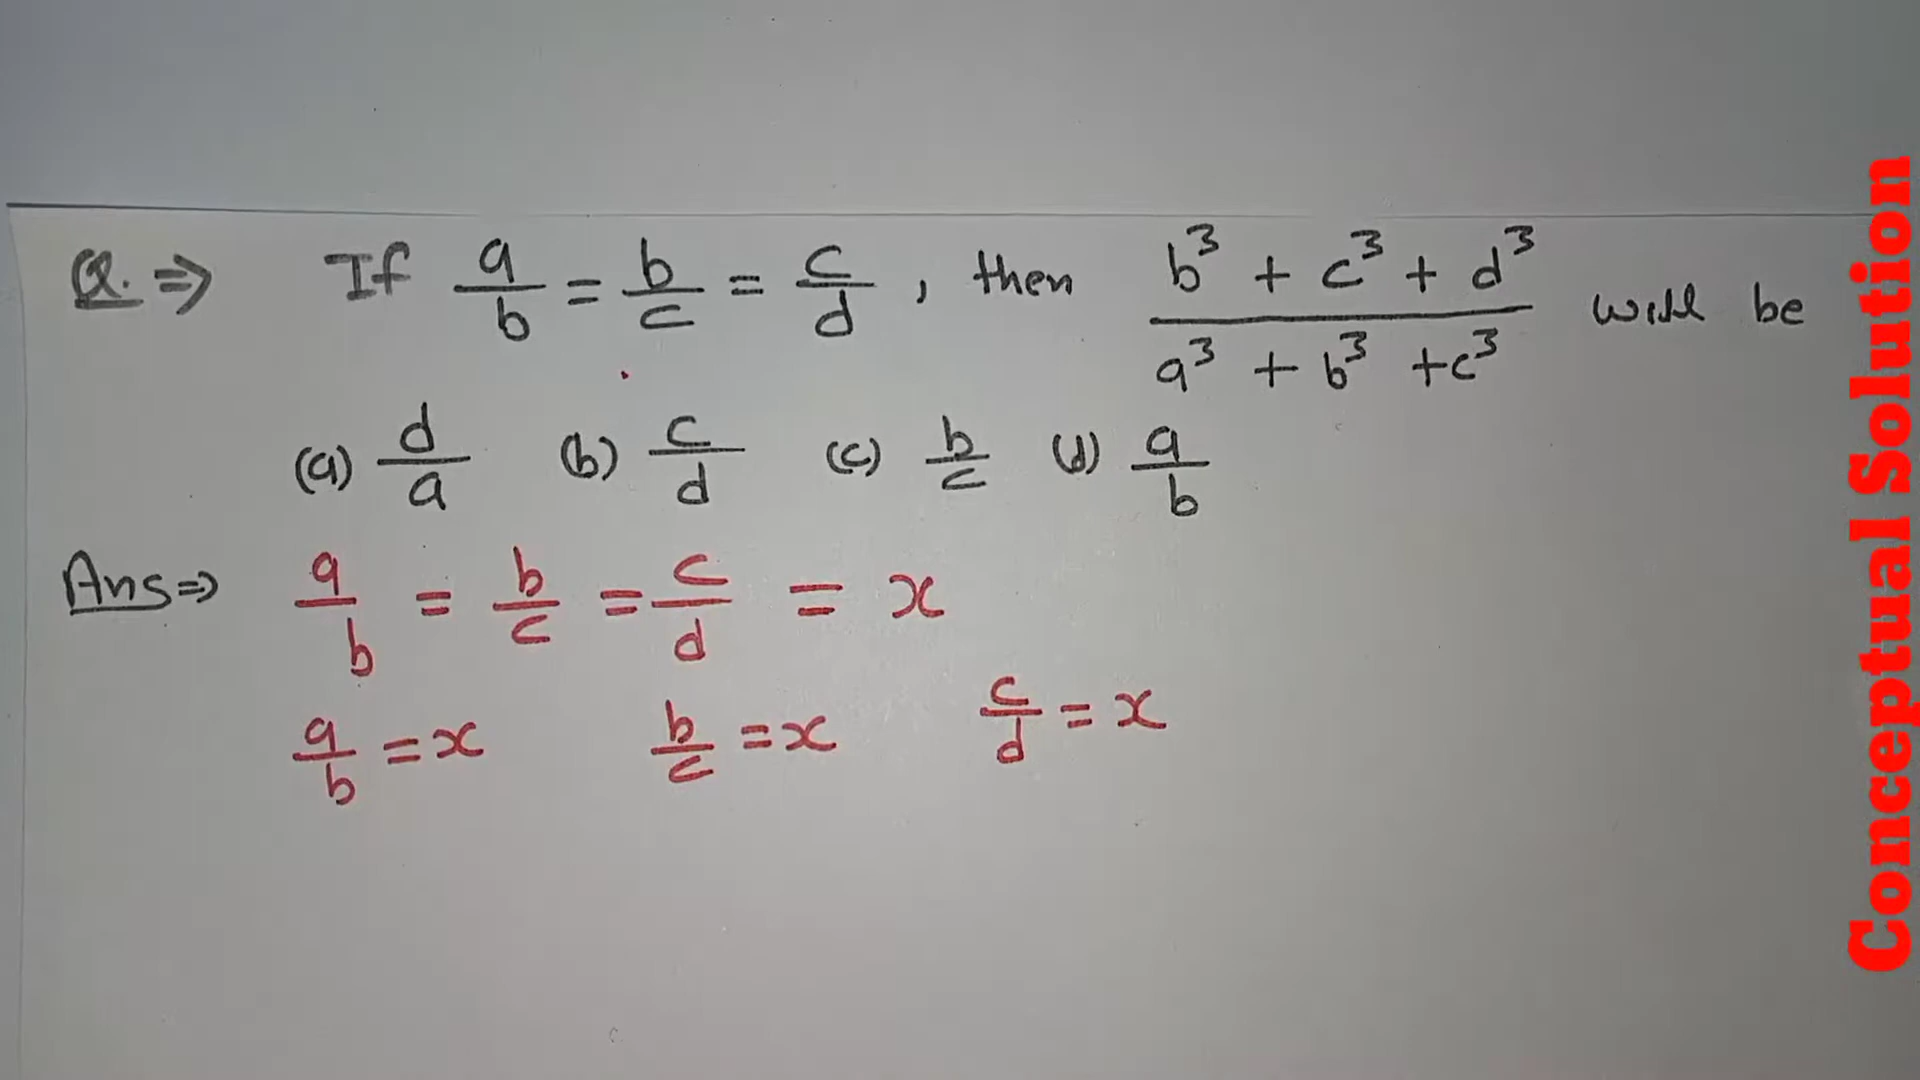 Q. ⇒ If a/b = b/c = c/d , then (b³ + c³ + d³)/(a³ + b³ + c³) will be
(a) d/a (b) c/d (c) b/c (d) a/b
Ans ⇒ a/b = b/c = c/d = x
a/b = x b/c = x c/d = x
Conceptual Solution